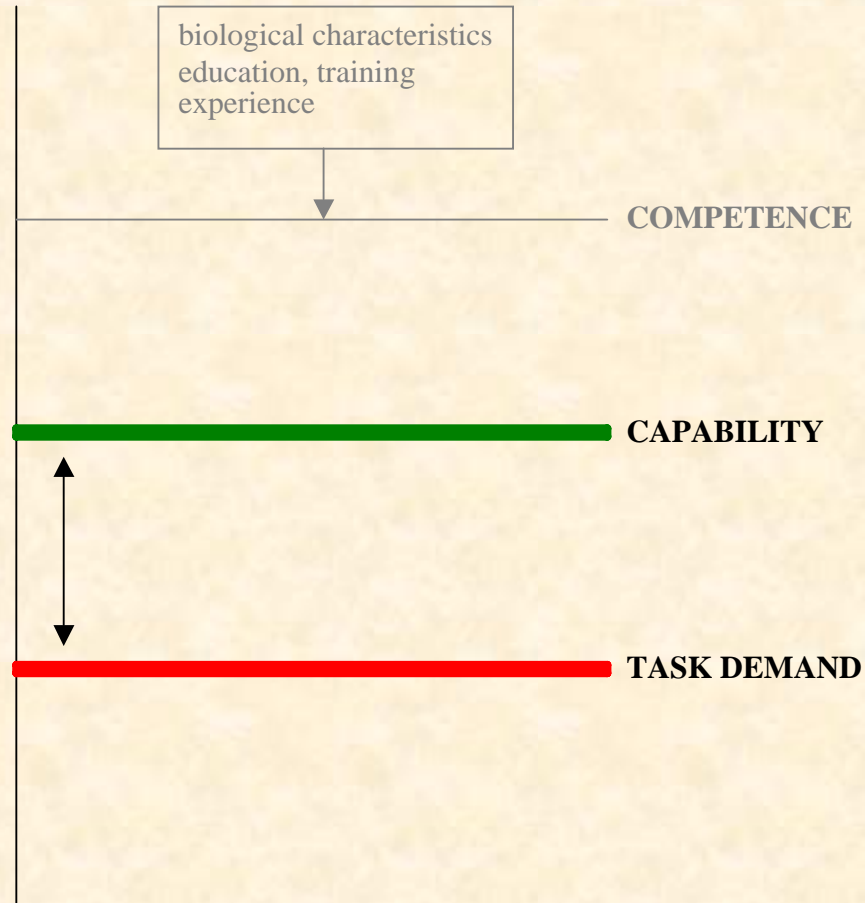 biological characteristics
education, training
experience
COMPETENCE
CAPABILITY
TASK DEMAND